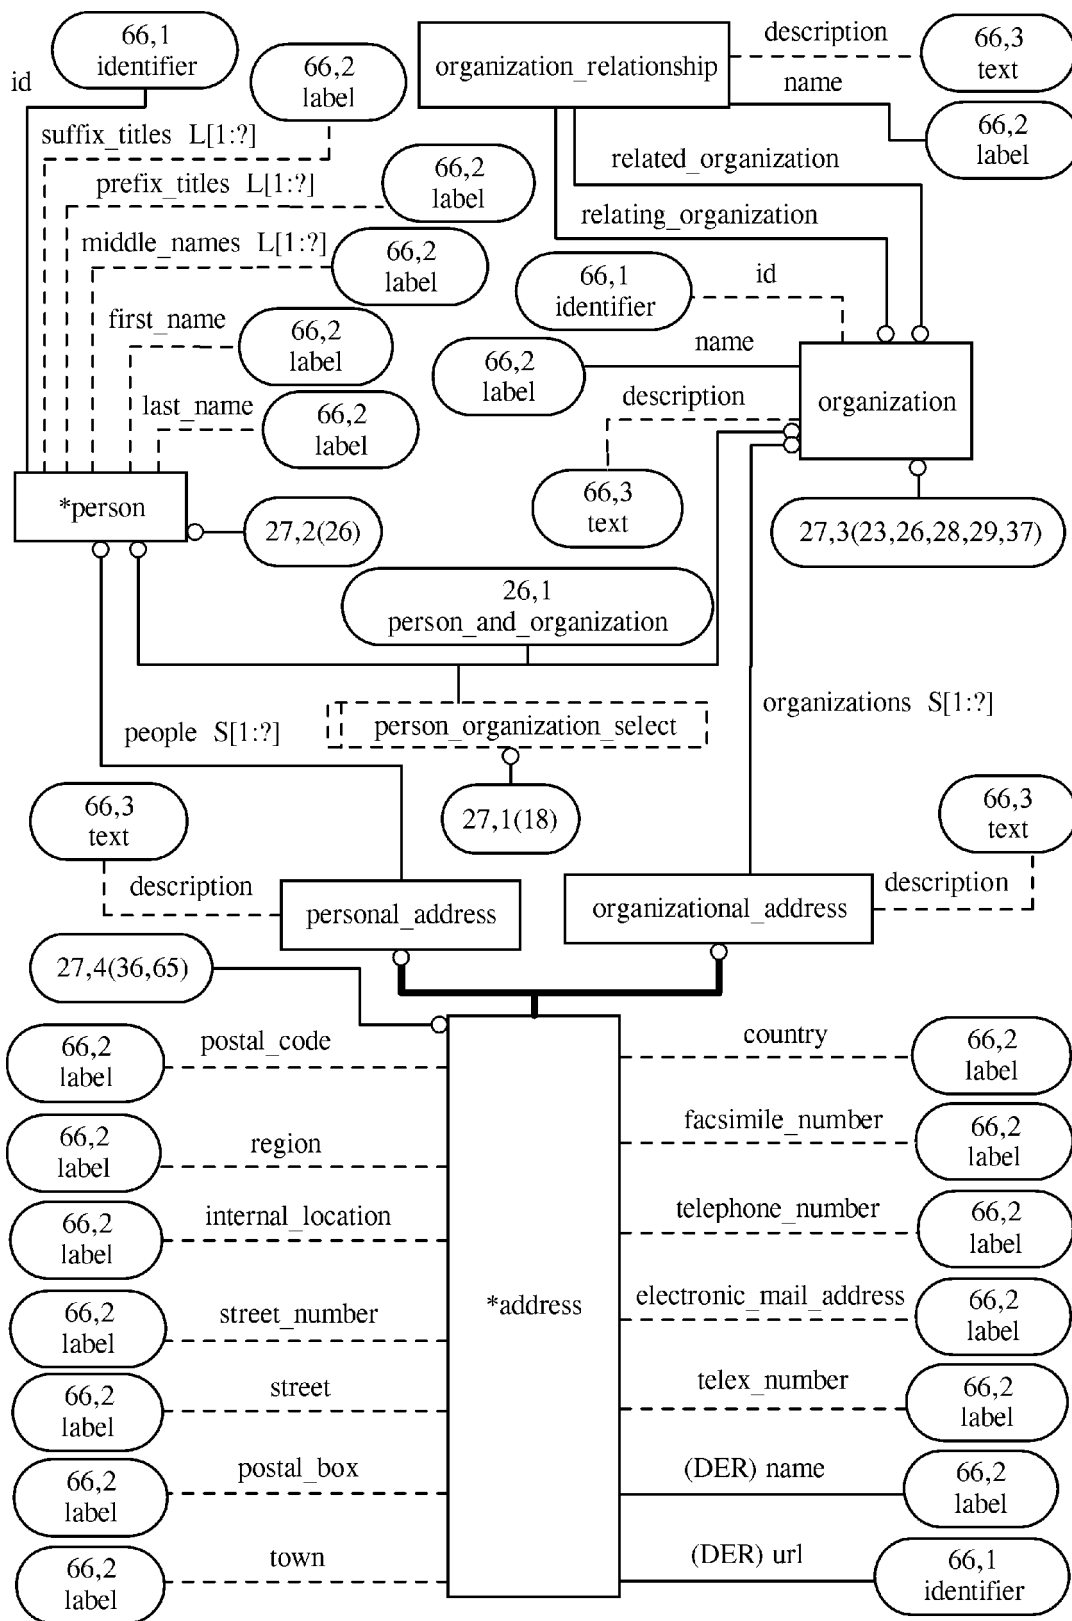 66,1
identifier
id
66,2
label
suffix_titles L[1:?]
prefix_titles L[1:?]
66,2
label
middle_names L[1:?]
66,2
label
first_name
66,2
label
last_name
66,2
label
*person
27,2(26)
organization_relationship
description
66,3
text
name
66,2
label
related_organization
relating_organization
66,1
identifier
id
name
66,2
label
description
organization
66,3
text
27,3(23,26,28,29,37)
26,1
person_and_organization
person_organization_select
27,1(18)
people S[1:?]
organizations S[1:?]
66,3
text
description
personal_address
organizational_address
description
66,3
text
27,4(36,65)
*address
postal_code
66,2
label
region
66,2
label
internal_location
66,2
label
street_number
66,2
label
street
66,2
label
postal_box
66,2
label
town
66,2
label
country
66,2
label
facsimile_number
66,2
label
telephone_number
66,2
label
electronic_mail_address
66,2
label
telex_number
66,2
label
(DER) name
66,2
label
(DER) url
66,1
identifier